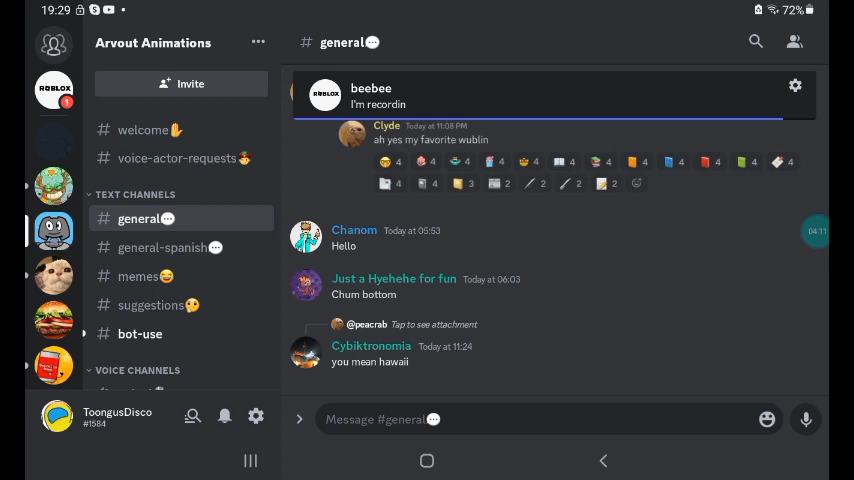 19:29
72%
Arvout Animations
Invite
# welcome
# voice-actor-requests
TEXT CHANNELS
# general
# general-spanish
# memes
# suggestions
# bot-use
VOICE CHANNELS
ToongusDisco
#1584
# general
ROBLOX
1
ROBLOX
beebee
I'm recordin
Clyde Today at 11:08 PM
ah yes my favorite wublin
4 4 4 4 4 4 4 4 4 4 4 4
4 4 3 2 2 2 2
Chanom Today at 05:53
Hello
04:11
Just a Hyehehe for fun Today at 06:03
Chum bottom
@peacrab Tap to see attachment
Cybiktronomia Today at 11:24
you mean hawaii
Message #general